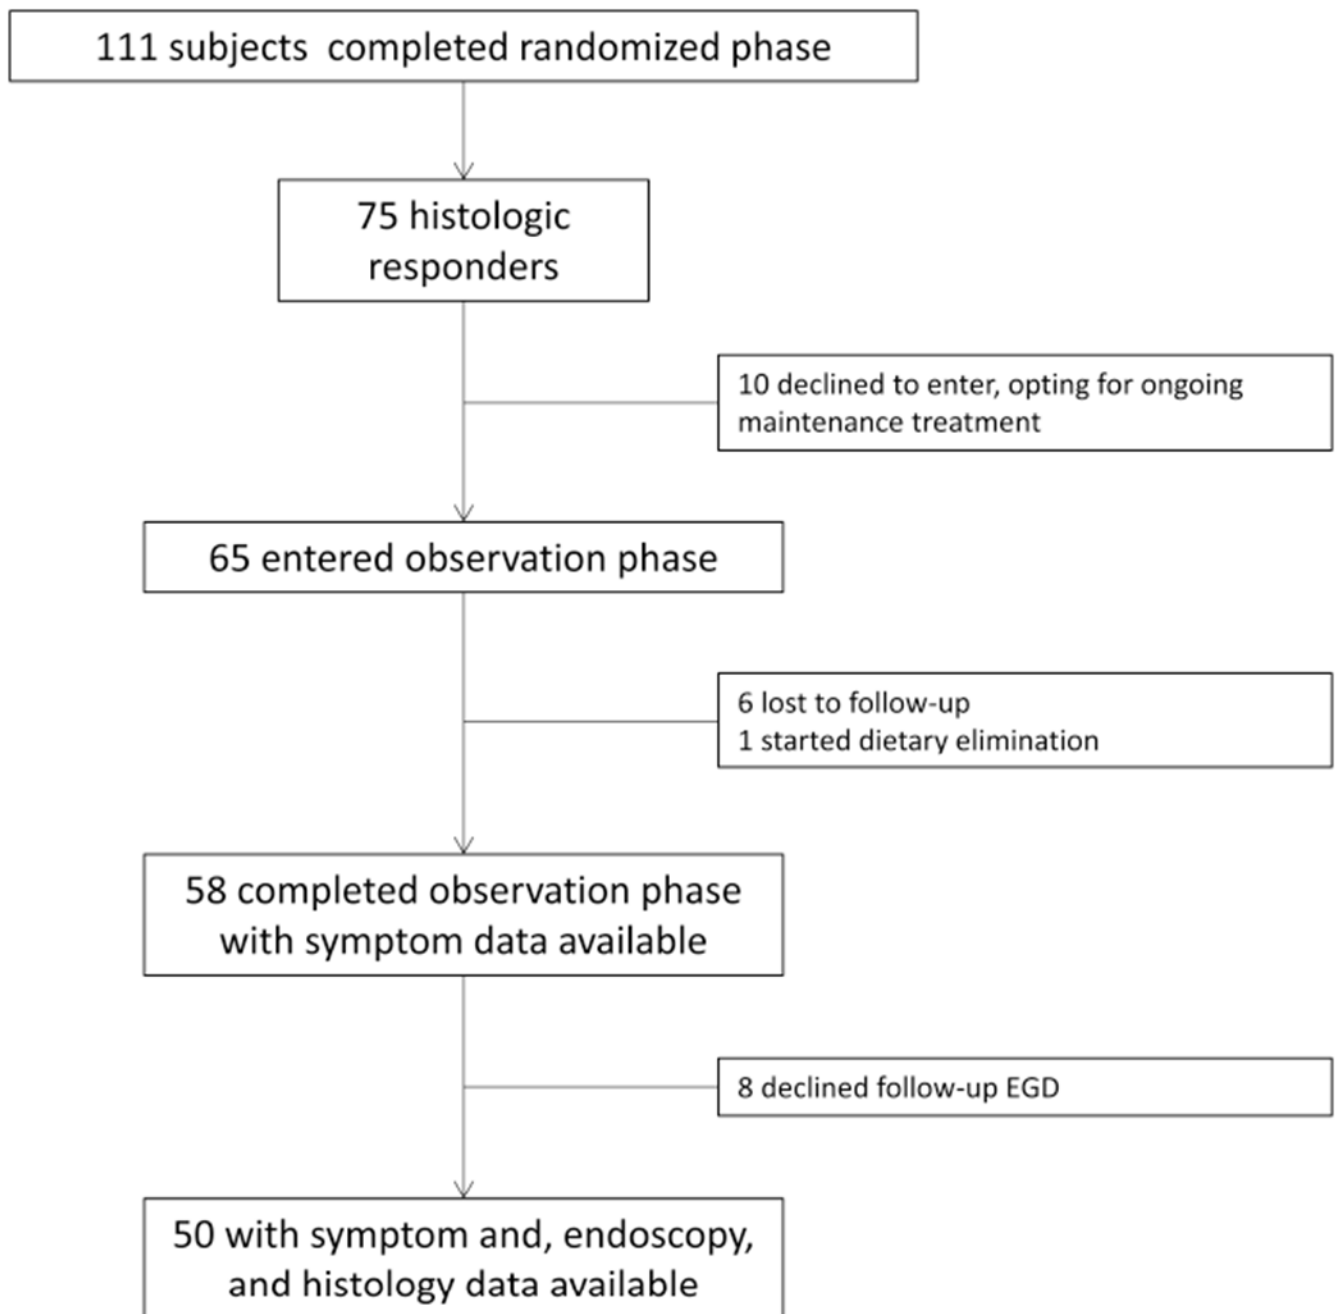 111 subjects completed randomized phase
75 histologic
responders
10 declined to enter, opting for ongoing
maintenance treatment
65 entered observation phase
6 lost to follow-up
1 started dietary elimination
58 completed observation phase
with symptom data available
8 declined follow-up EGD
50 with symptom and, endoscopy,
and histology data available